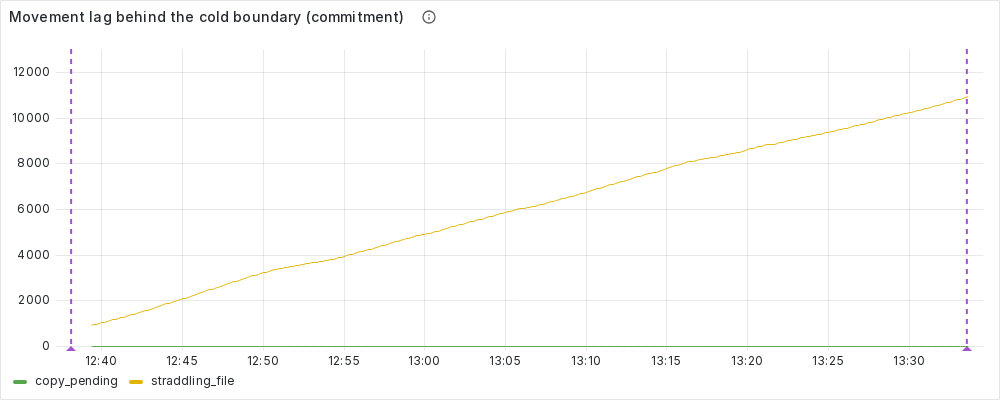 Movement lag behind the cold boundary (commitment)
12000
10000
8000
6000
4000
2000
0
12:40 12:45 12:50 12:55 13:00 13:05 13:10 13:15 13:20 13:25 13:30
copy_pending straddling_file